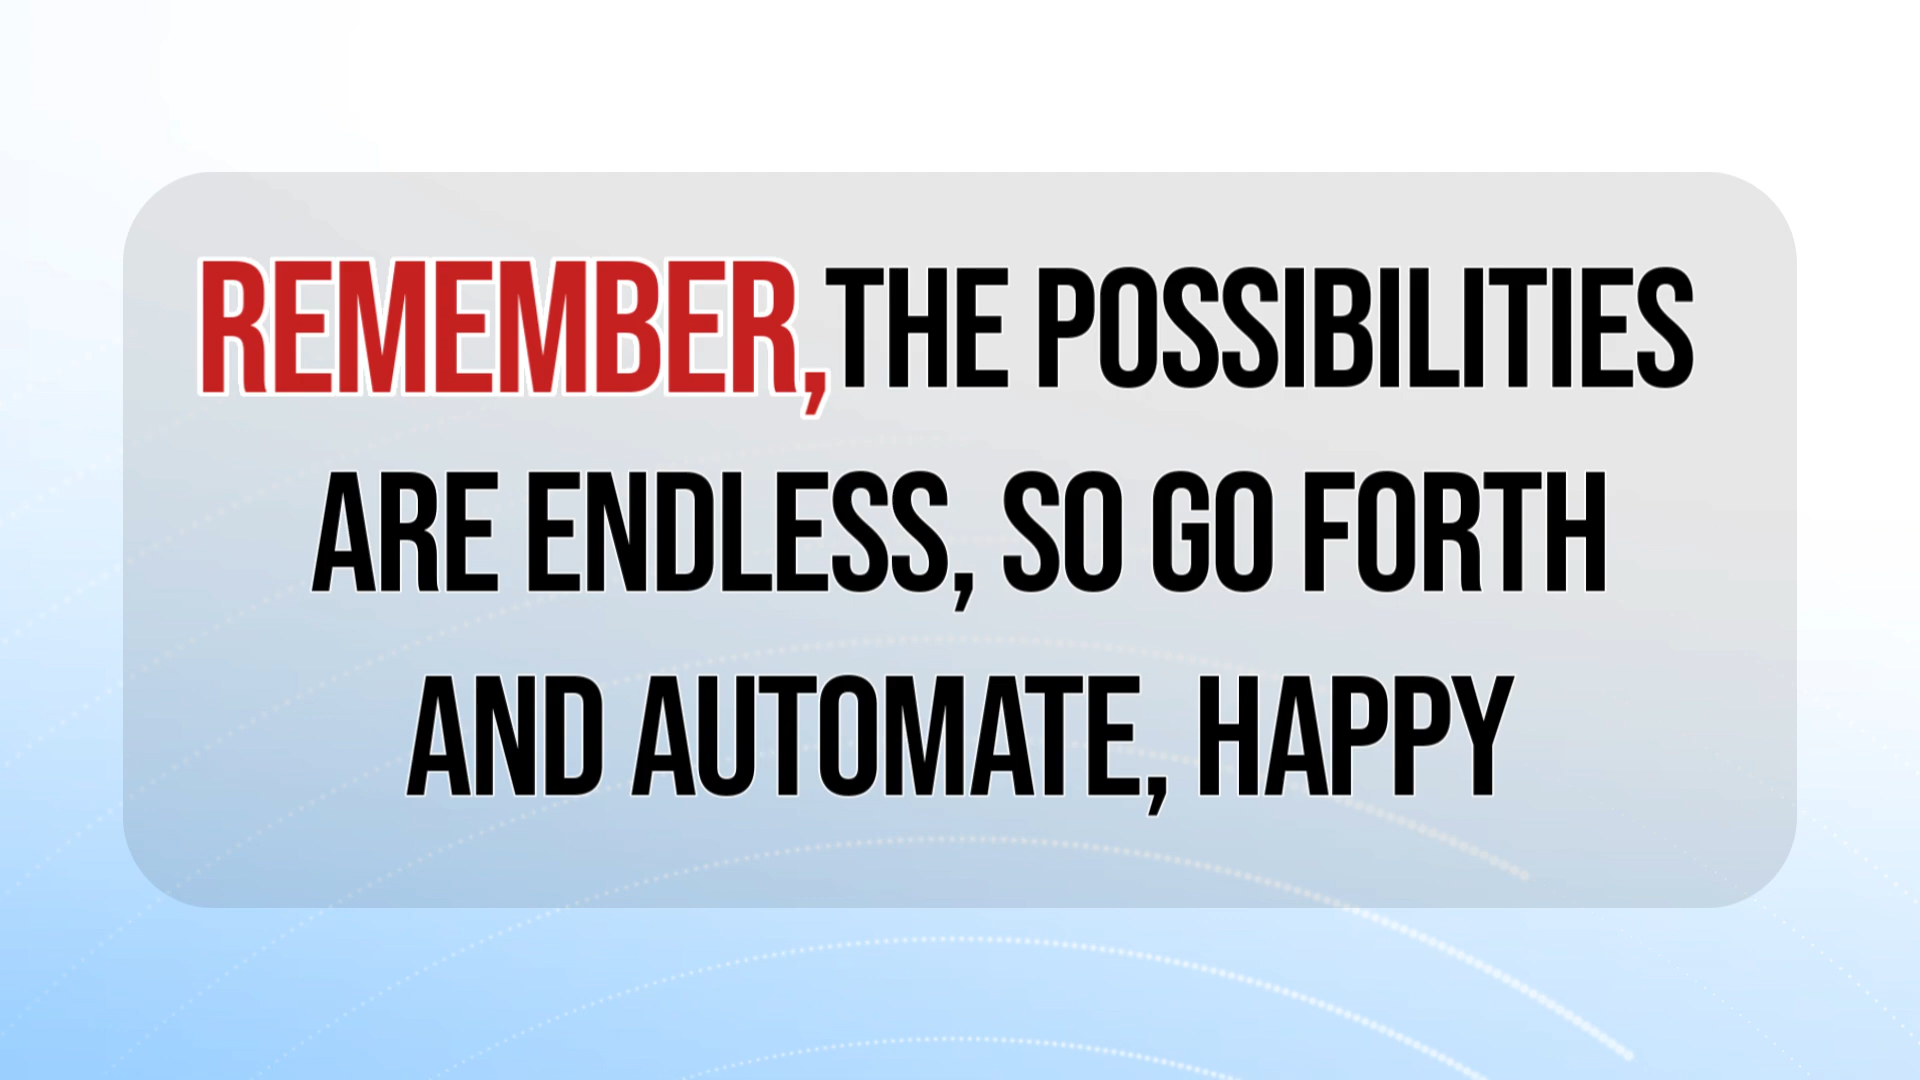 REMEMBER, THE POSSIBILITIES
ARE ENDLESS, SO GO FORTH
AND AUTOMATE, HAPPY